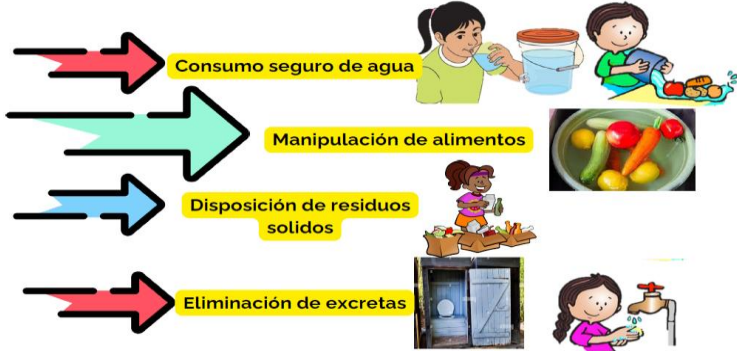 Consumo seguro de agua
Manipulación de alimentos
Disposición de residuos
solidos
Eliminación de excretas